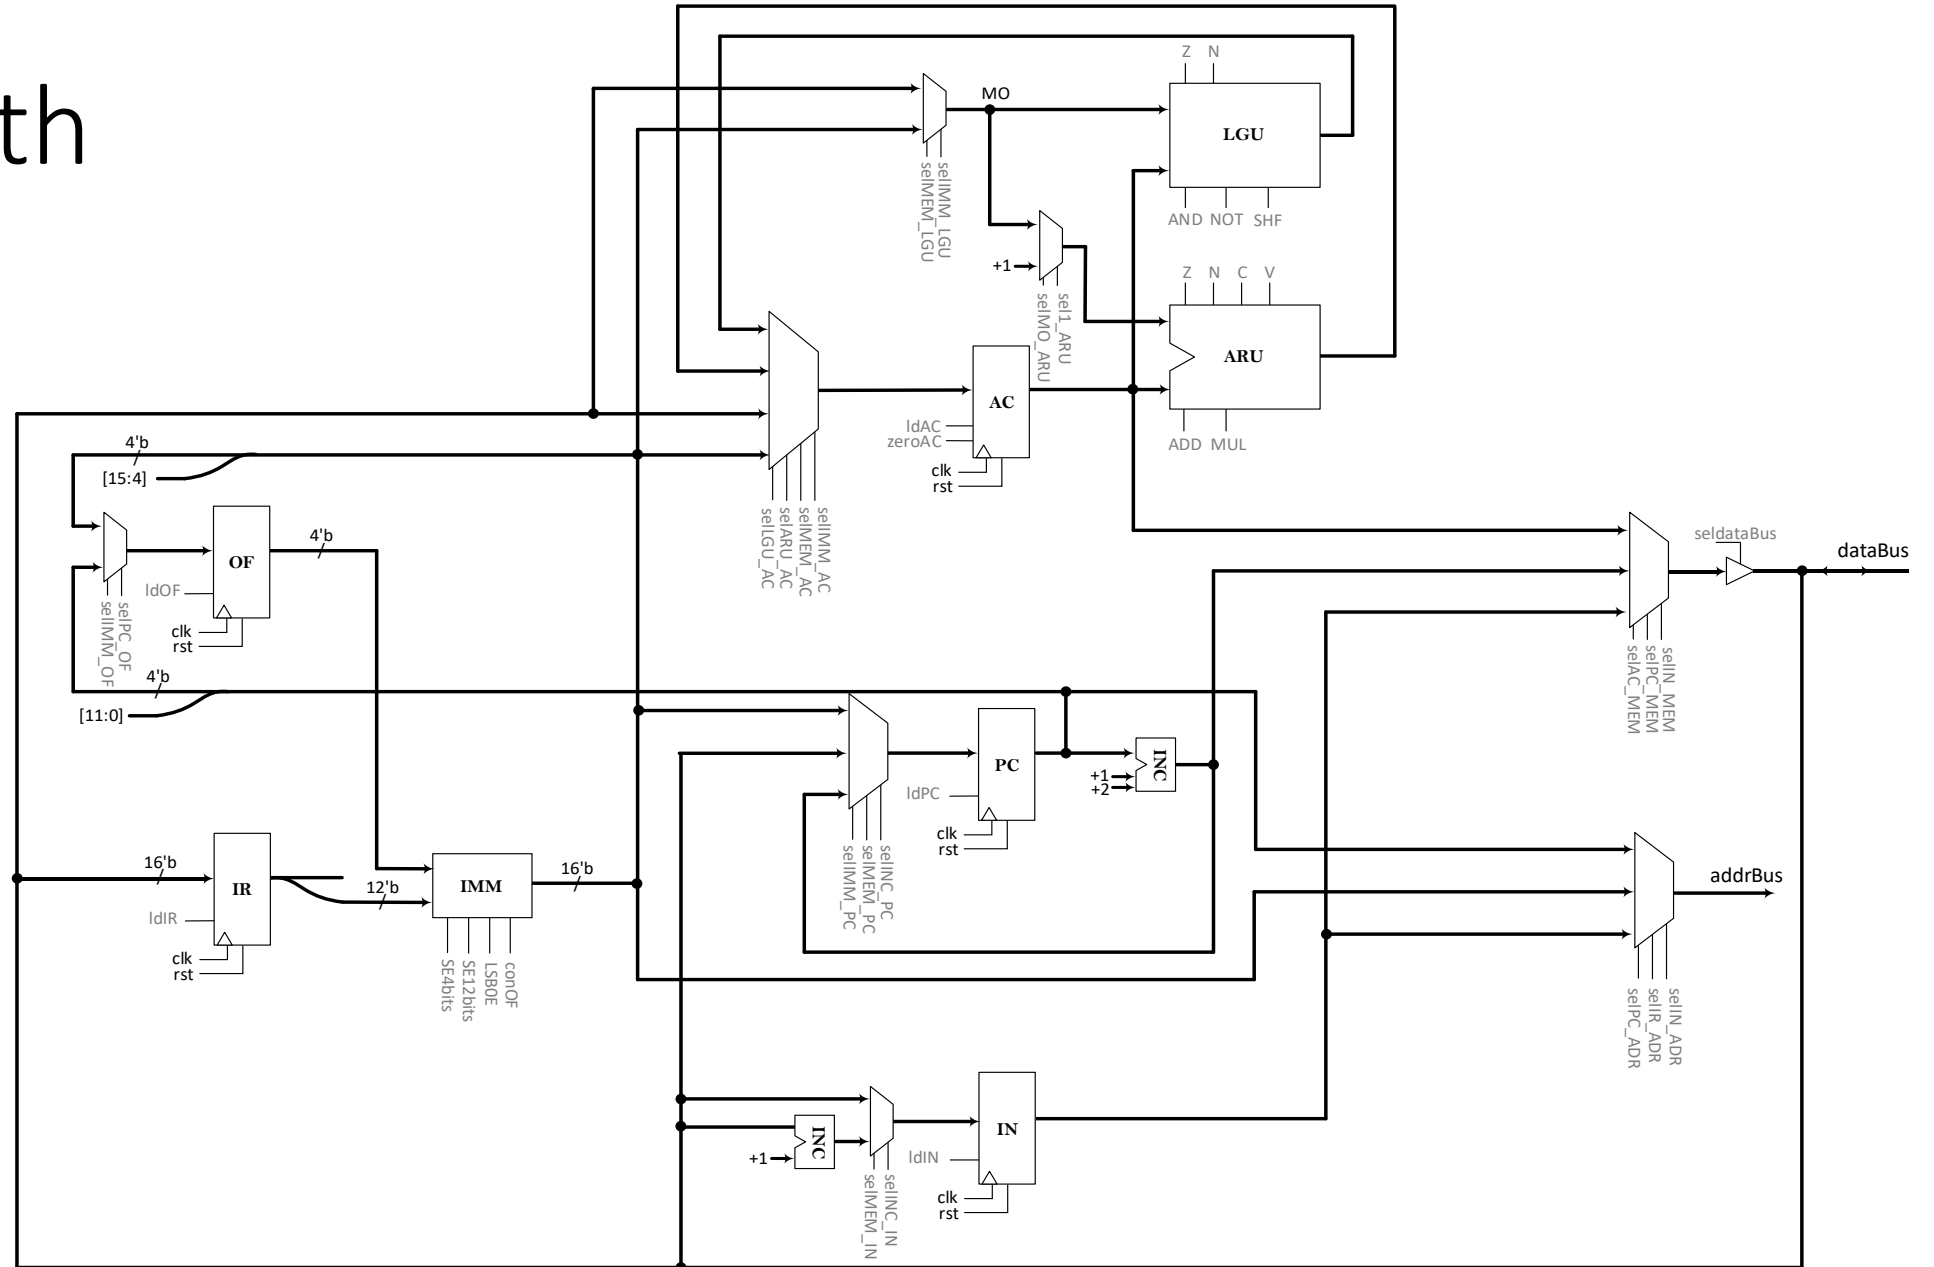 th
Z N
LGU
AND NOT SHF
MO
selMEM_LGU
selIMM_LGU
+1
selMO_ARU
sel1_ARU
Z N C V
ARU
ADD MUL
AC
ldAC
zeroAC
clk
rst
selLGU_AC
selARU_AC
selMEM_AC
selIMM_AC
4'b
[15:4]
OF
ldOF
clk
rst
4'b
selIMM_OF
selPC_OF
4'b
[11:0]
seldataBus
dataBus
selAC_MEM
selPC_MEM
selIN_MEM
PC
ldPC
clk
rst
INC
+1
+2
selIMM_PC
selMEM_PC
selINC_PC
16'b
IR
ldIR
clk
rst
12'b
IMM
16'b
SE4bits
SE12bits
LSB0E
conOF
addrBus
selPC_ADR
selIR_ADR
selIN_ADR
INC
+1
selMEM_IN
selINC_IN
IN
ldIN
clk
rst